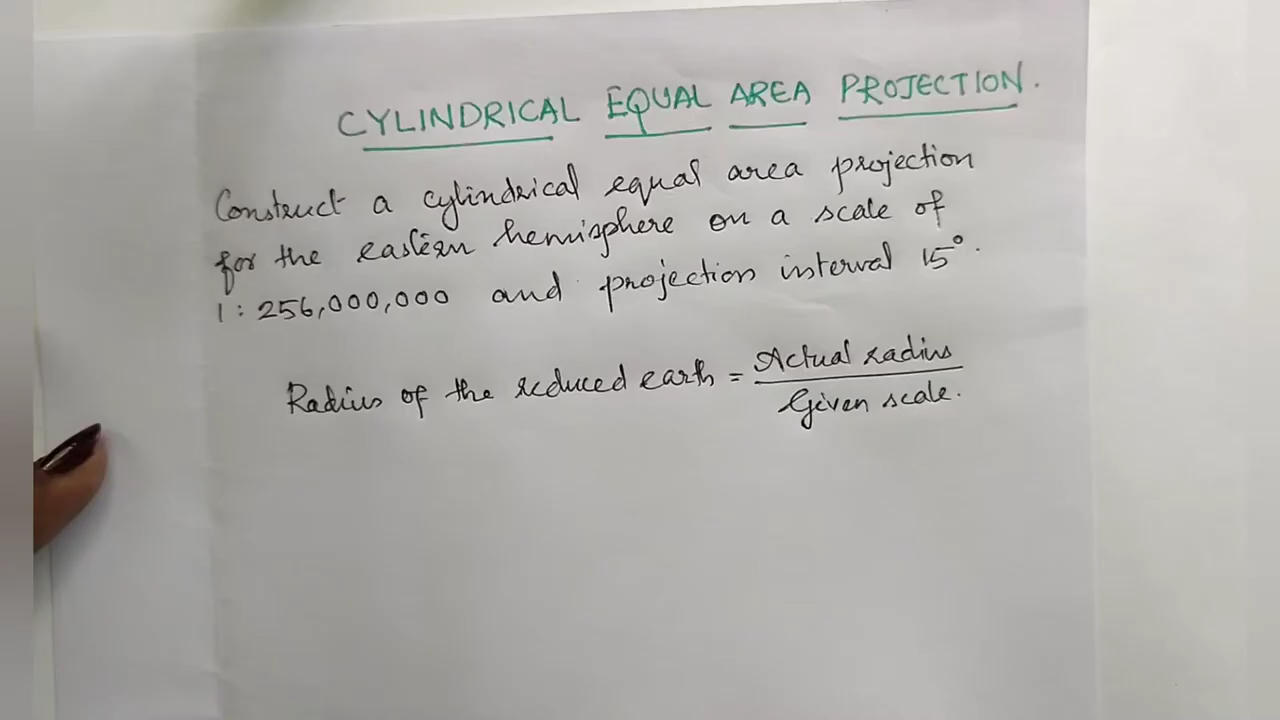 CYLINDRICAL EQUAL AREA PROJECTION.
Construct a cylindrical equal area projection
for the eastern hemisphere on a scale of
1:256,000,000 and projection interval 15°.
Radius of the reduced earth = Actual radius
Given scale.